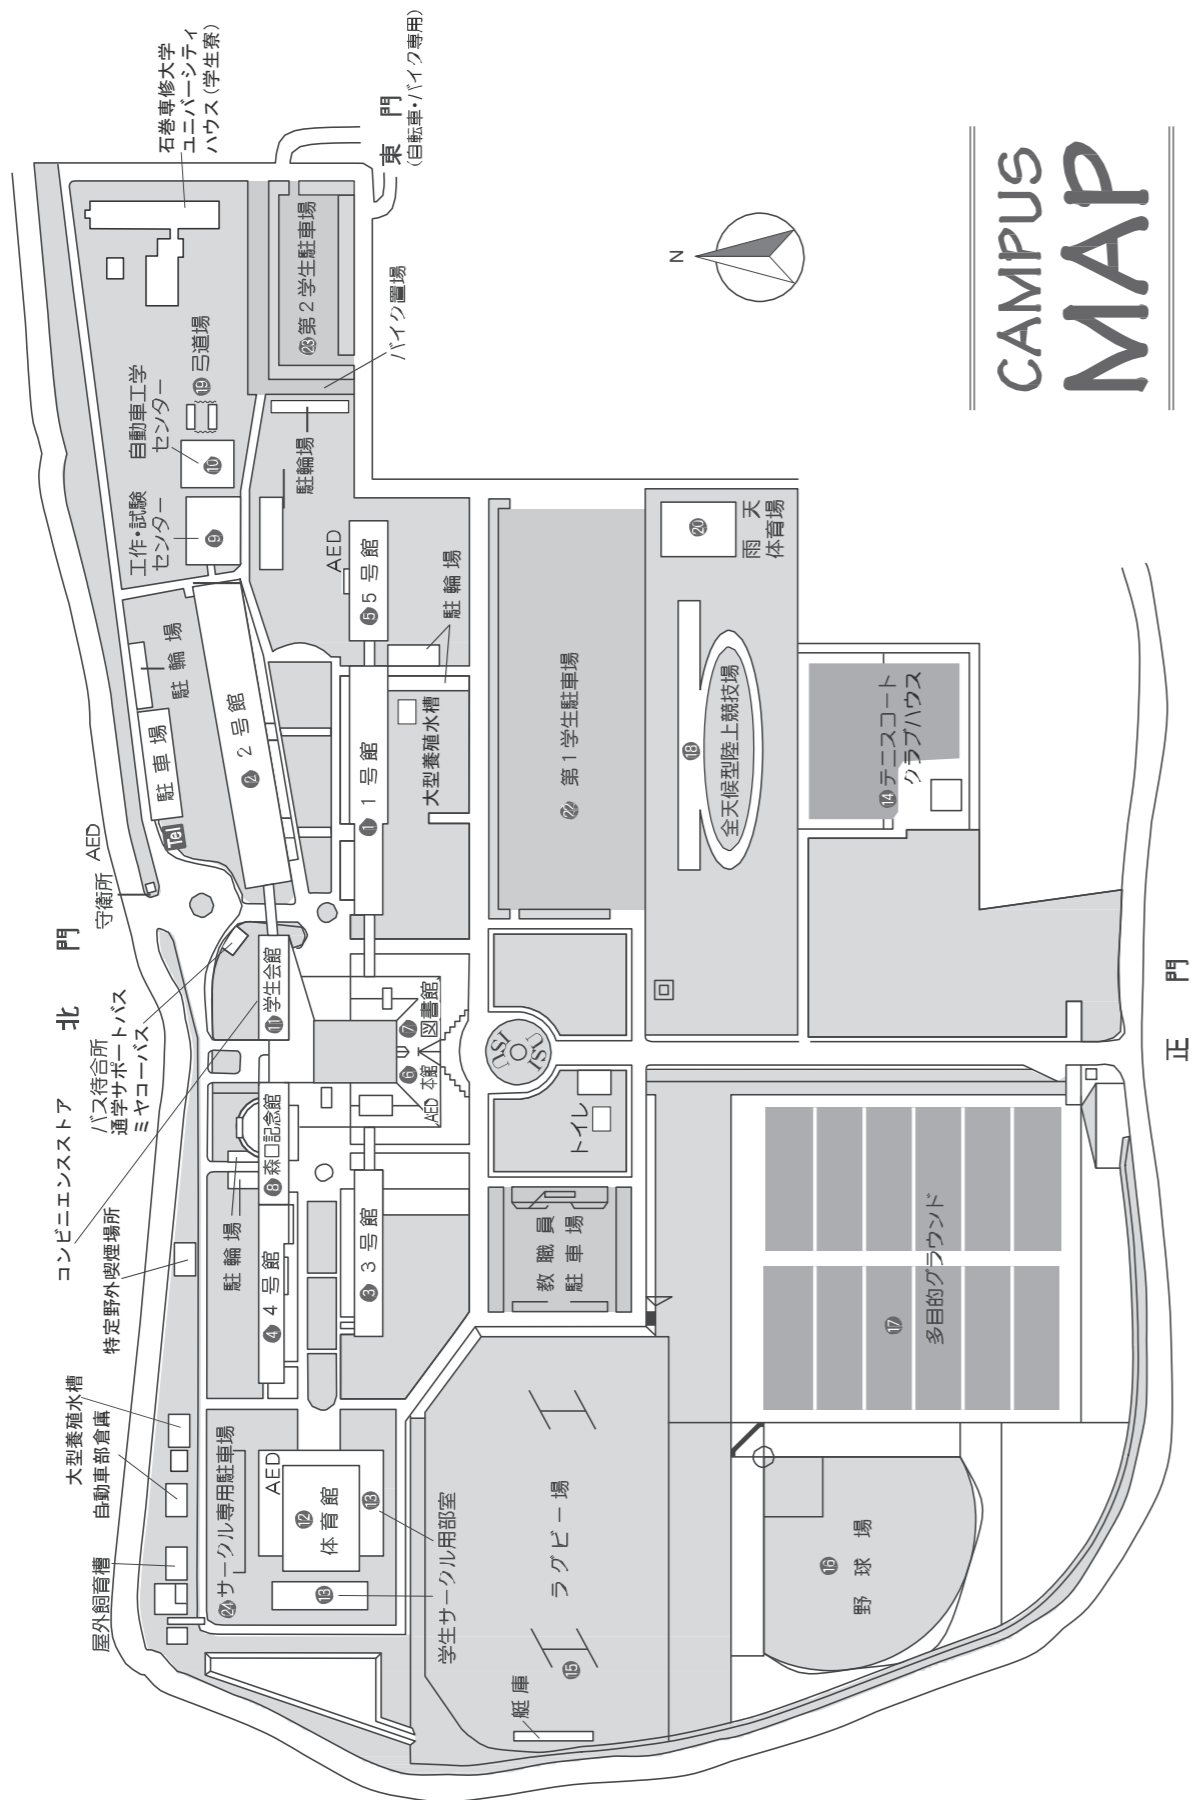 CAMPUS
MAP
N
石巻専修大学
ユニバーシティ
ハウス(学生寮)
東 門
(自転車・バイク専用)
㉓第2学生駐車場
バイク置場
⑲弓道場
自動車工学
センター
⑩
工作・試験
センター
⑨
駐輪場
AED
⑤5号館
駐輪場
駐輪場
駐車場
Tel
②2号館
①1号館
大型養殖水槽
㉒第1学生駐車場
⑳
雨天
体育場
⑱
全天候型陸上競技場
⑭テニスコート
クラブハウス
守衛所 AED
北 門
バス待合所
通学サポートバス
ミヤコーバス
コンビニエンスストア
⑪学生会館
⑦
図書館
⑥本館
AED
USI
USI
正 門
特定野外喫煙場所
⑧森口記念館
駐輪場
④4号館
③3号館
トイレ
教職員
駐車場
⑰
多目的グラウンド
大型養殖水槽
自動車部倉庫
屋外飼育槽
㉔サークル専用駐車場
AED
⑫
体育館
⑬
⑬
学生サークル用部室
ラグビー場
⑮
艇庫
⑯
野球場